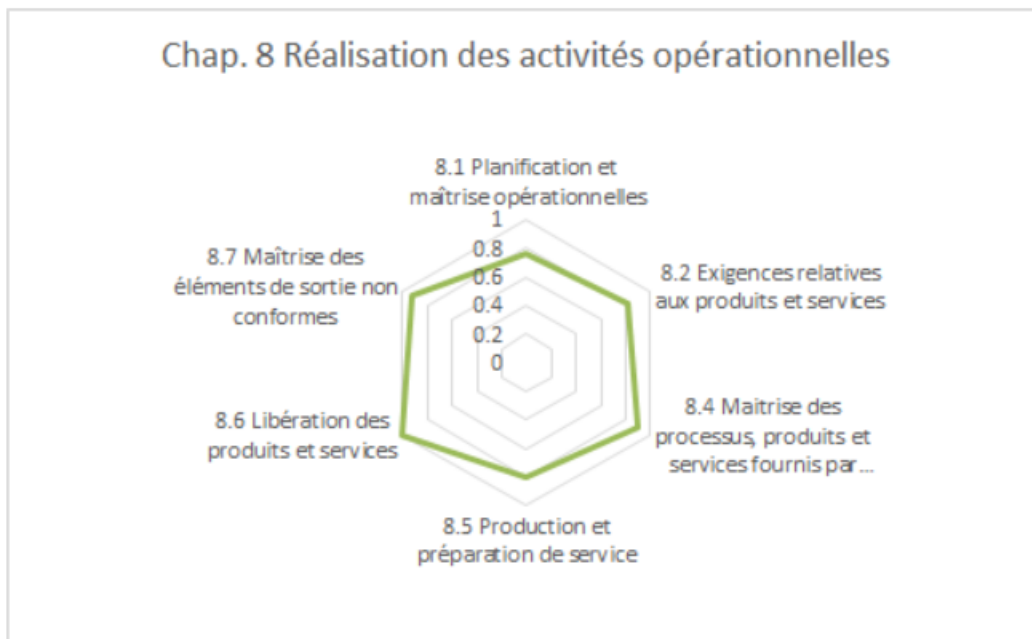 Chap. 8 Réalisation des activités opérationnelles
8.1 Planification et
maîtrise opérationnelles
1
0.8
0.6
0.4
0.2
0
8.2 Exigences relatives
aux produits et services
8.4 Maitrise des
processus, produits et
services fournis par...
8.5 Production et
préparation de service
8.6 Libération des
produits et services
8.7 Maîtrise des
éléments de sortie non
conformes